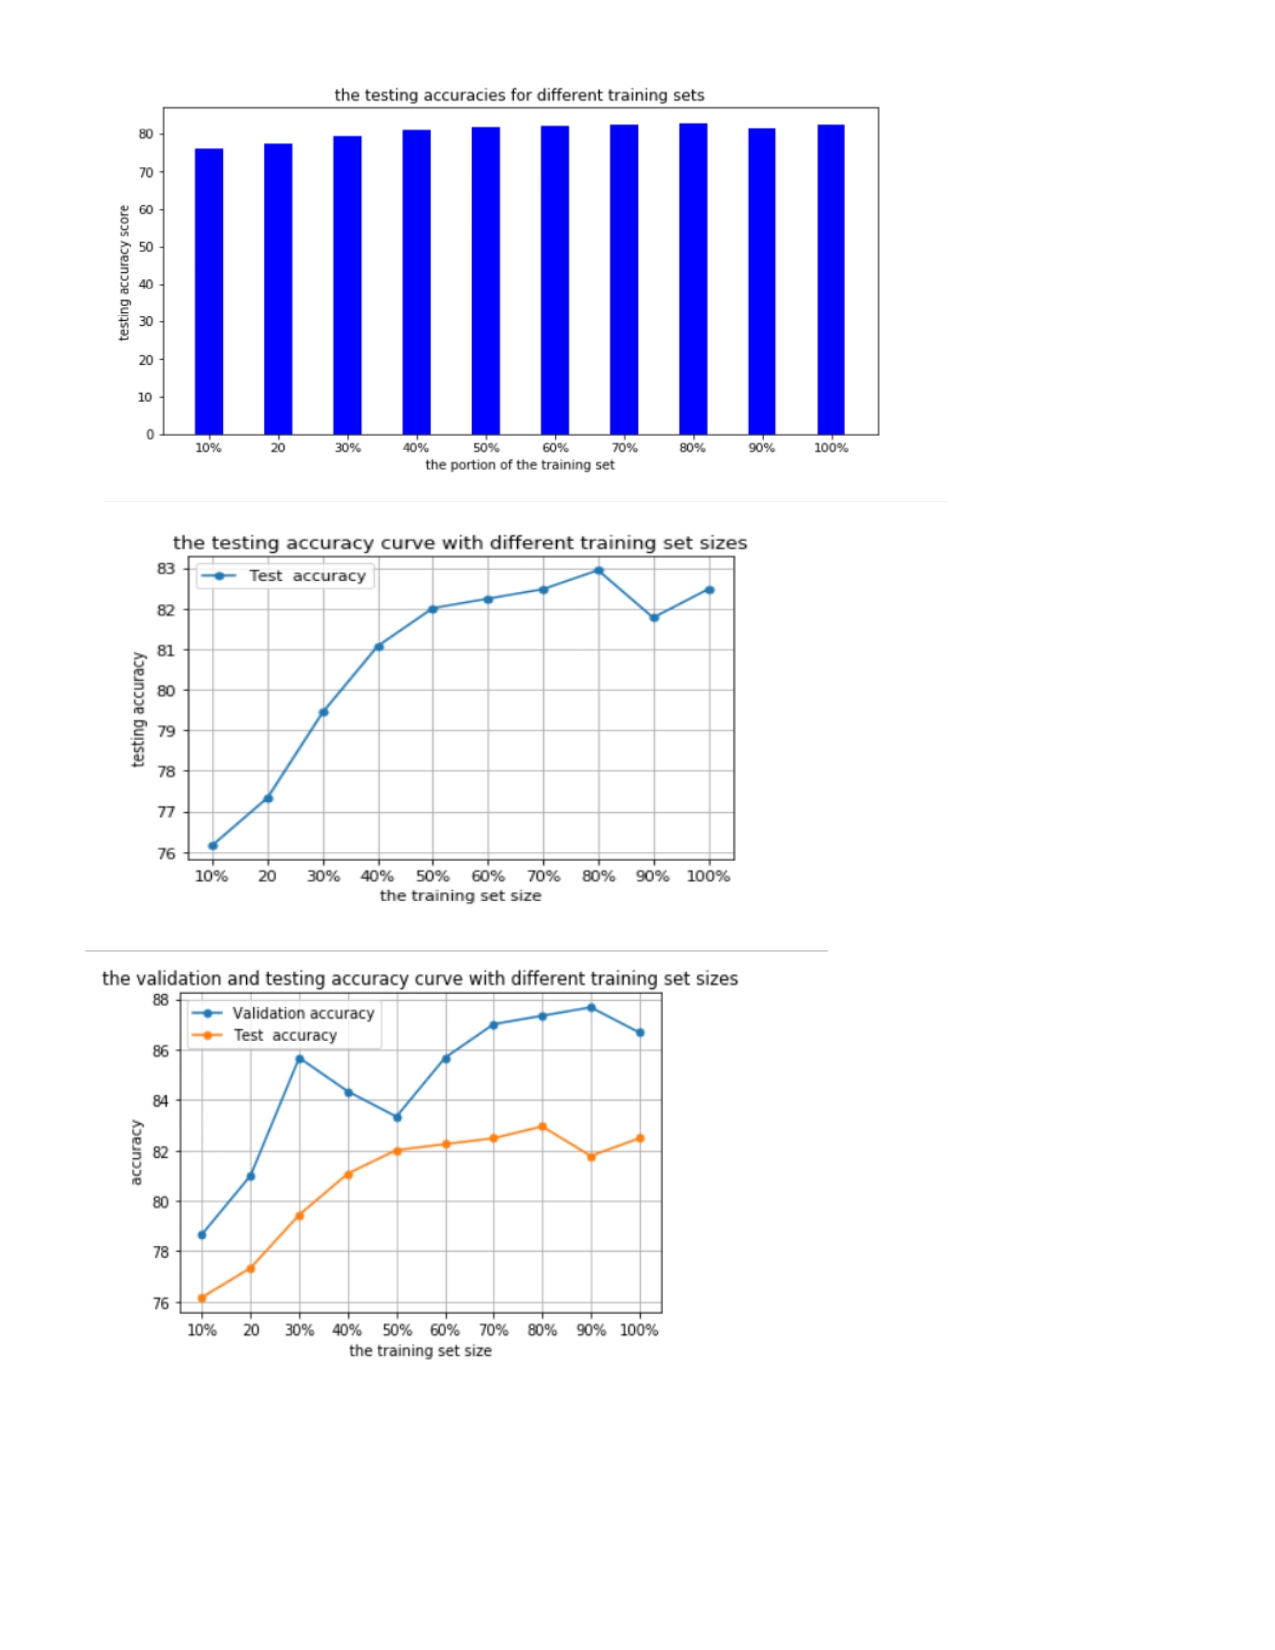 the testing accuracies for different training sets
80
70
60
50
40
30
20
10
0
testing accuracy score
10% 20 30% 40% 50% 60% 70% 80% 90% 100%
the portion of the training set
the testing accuracy curve with different training set sizes
Test accuracy
83
82
81
80
79
78
77
76
testing accuracy
10% 20 30% 40% 50% 60% 70% 80% 90% 100%
the training set size
the validation and testing accuracy curve with different training set sizes
Validation accuracy
Test accuracy
88
86
84
82
80
78
76
accuracy
10% 20 30% 40% 50% 60% 70% 80% 90% 100%
the training set size